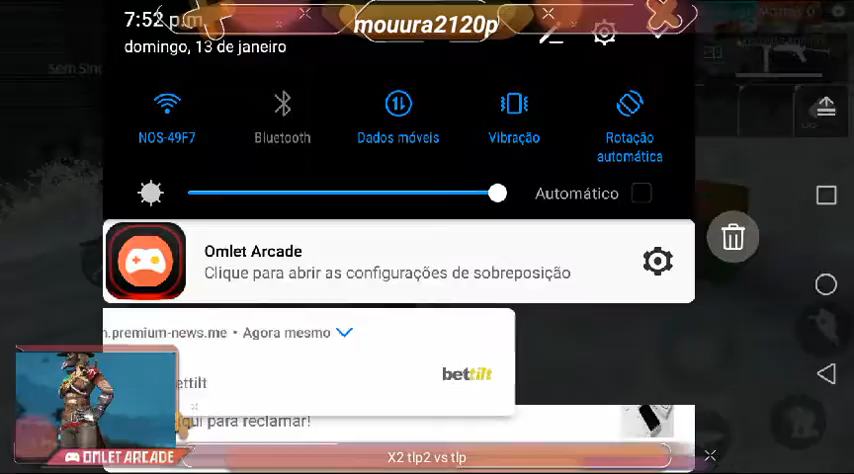 7:52 p.m.
mouura2120p
domingo, 13 de janeiro
NOS-49F7
Bluetooth
Dados móveis
Vibração
Rotação
automática
Automático
Omlet Arcade
Clique para abrir as configurações de sobreposição
.premium-news.me • Agora mesmo
ettilt
bettilt
qui para reclamar!
OMLET ARCADE
X2 tlp2 vs tlp